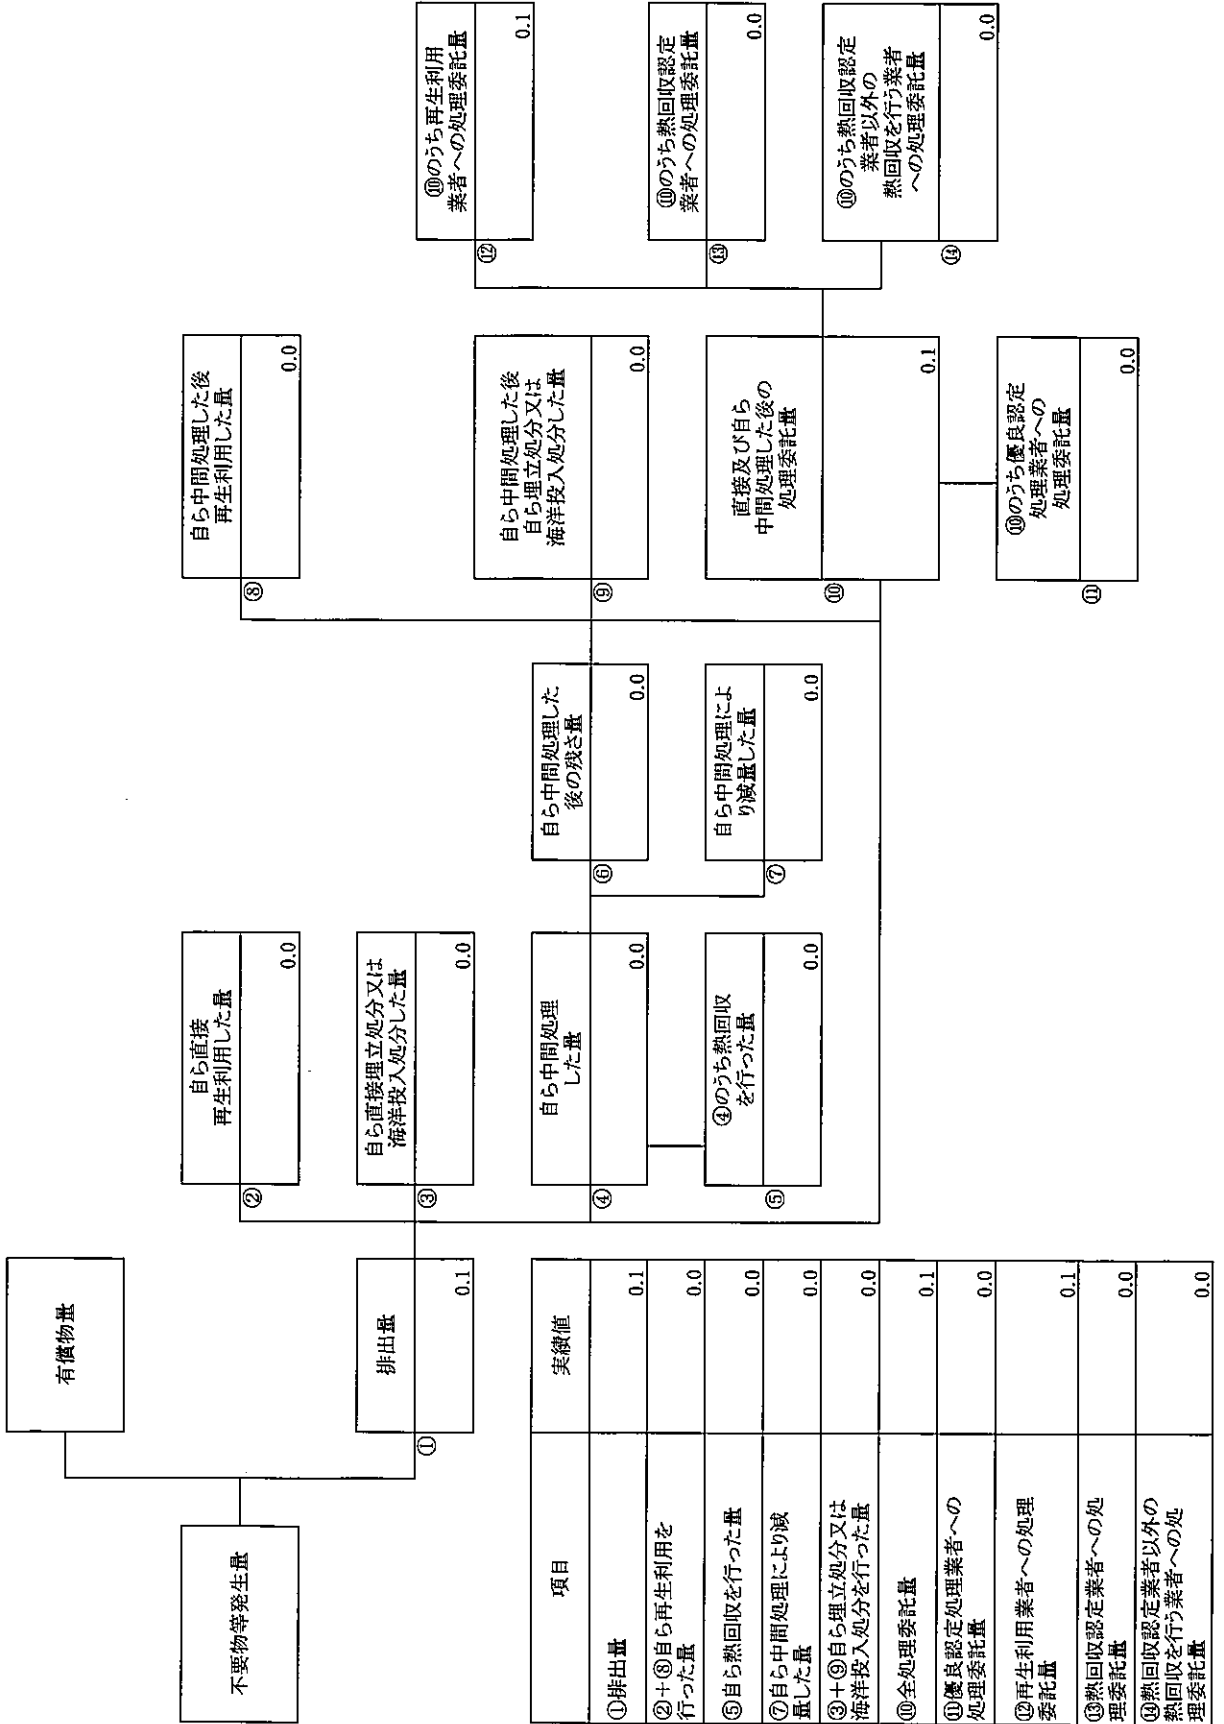 不要物等発生量
有償物量
排出量
①
0.1
自ら直接
再生利用した量
②
0.0
自ら直接埋立処分又は
海洋投入処分した量
③
0.0
自ら中間処理
した量
④
0.0
④のうち熱回収
を行った量
⑤
0.0
自ら中間処理した
後の残さ量
⑥
0.0
自ら中間処理によ
り減量した量
⑦
0.0
自ら中間処理した後
再生利用した量
⑧
0.0
自ら中間処理した後
自ら埋立処分又は
海洋投入処分した量
⑨
0.0
直接及び自ら
中間処理した後の
処理委託量
⑩
0.1
⑩のうち優良認定
処理業者への
処理委託量
⑪
0.0
⑩のうち再生利用
業者への処理委託量
⑫
0.1
⑩のうち熱回収認定
業者への処理委託量
⑬
0.0
⑩のうち熱回収認定
業者以外の
熱回収を行う業者
への処理委託量
⑭
0.0
項目 実績値
①排出量 0.1
②+⑧自ら再生利用を
行った量 0.0
⑤自ら熱回収を行った量 0.0
⑦自ら中間処理により減
量した量 0.0
③+⑨自ら埋立処分又は
海洋投入処分を行った量 0.0
⑩全処理委託量 0.1
⑪優良認定処理業者への
処理委託量 0.0
⑫再生利用業者への処理
委託量 0.1
⑬熱回収認定業者への処
理委託量 0.0
⑭熱回収認定業者以外の
熱回収を行う業者への処
理委託量 0.0